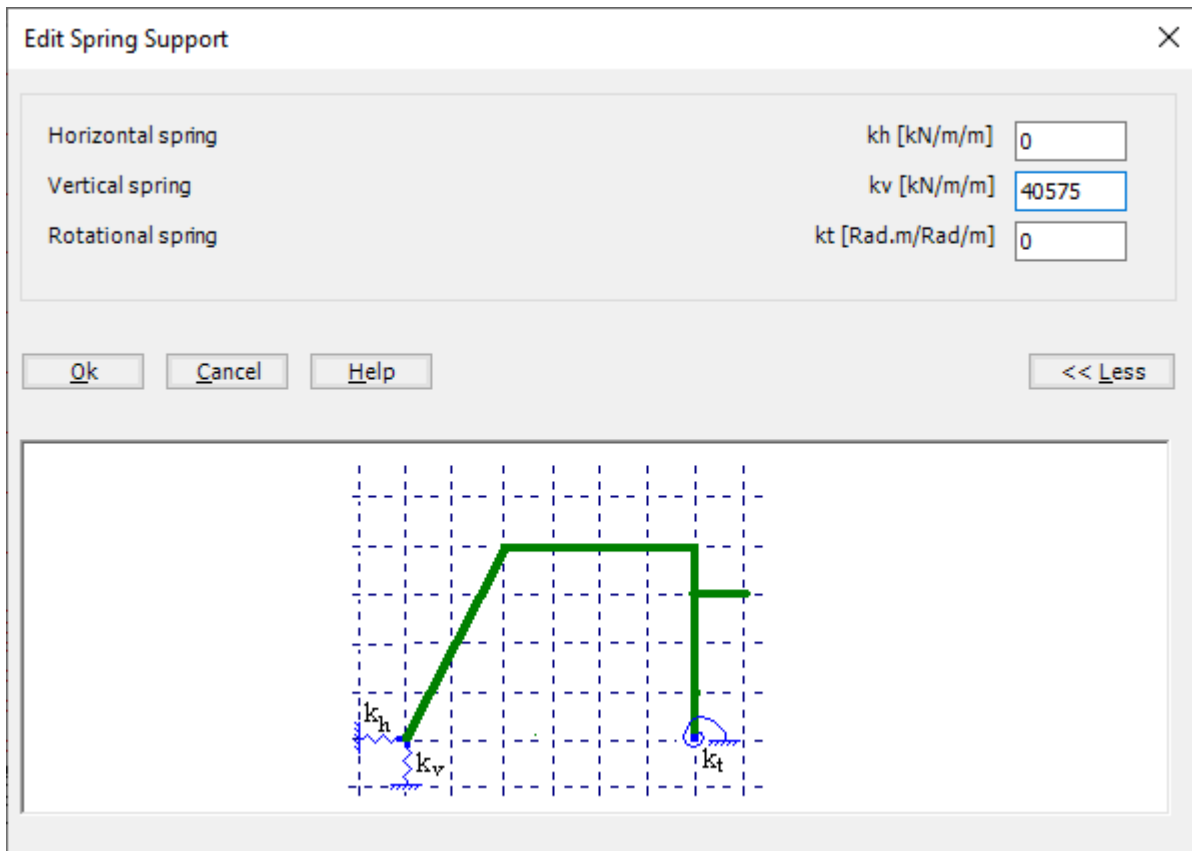 Edit Spring Support
Horizontal spring kh [kN/m/m] 0
Vertical spring kv [kN/m/m] 40575
Rotational spring kt [Rad.m/Rad/m] 0
Ok Cancel Help << Less
kh
kv
kt